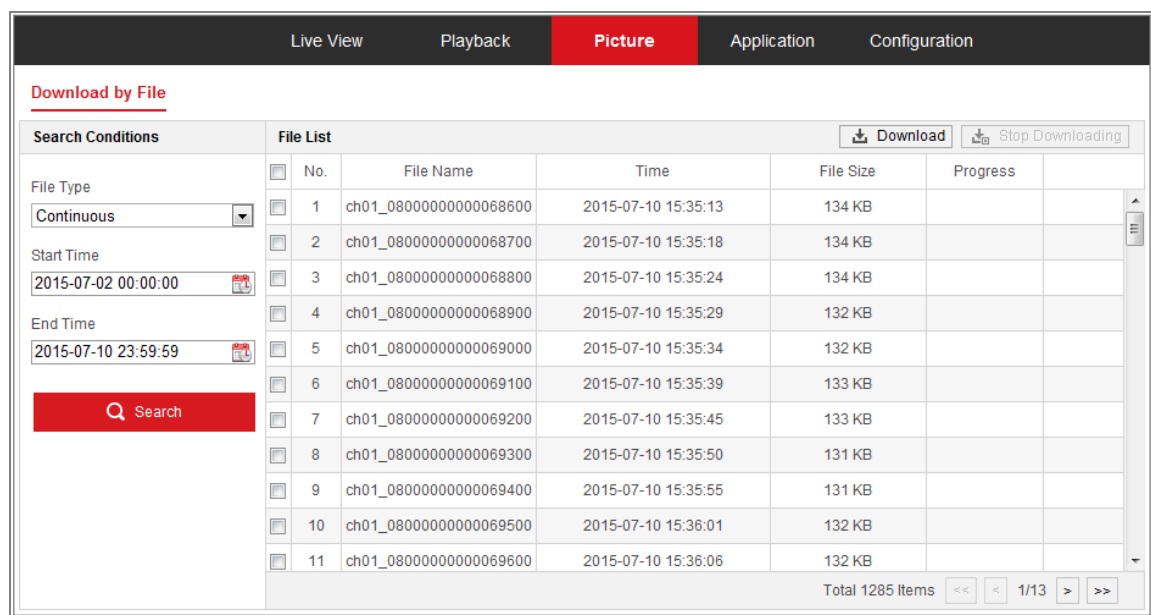 Live View Playback Picture Application Configuration
Download by File
Search Conditions
File Type
Continuous
Start Time
2015-07-02 00:00:00
End Time
2015-07-10 23:59:59
Search
File List Download Stop Downloading
No. File Name Time File Size Progress
1 ch01_08000000000068600 2015-07-10 15:35:13 134 KB
2 ch01_08000000000068700 2015-07-10 15:35:18 134 KB
3 ch01_08000000000068800 2015-07-10 15:35:24 134 KB
4 ch01_08000000000068900 2015-07-10 15:35:29 132 KB
5 ch01_08000000000069000 2015-07-10 15:35:34 132 KB
6 ch01_08000000000069100 2015-07-10 15:35:39 133 KB
7 ch01_08000000000069200 2015-07-10 15:35:45 133 KB
8 ch01_08000000000069300 2015-07-10 15:35:50 131 KB
9 ch01_08000000000069400 2015-07-10 15:35:55 131 KB
10 ch01_08000000000069500 2015-07-10 15:36:01 132 KB
11 ch01_08000000000069600 2015-07-10 15:36:06 132 KB
Total 1285 Items << < 1/13 > >>